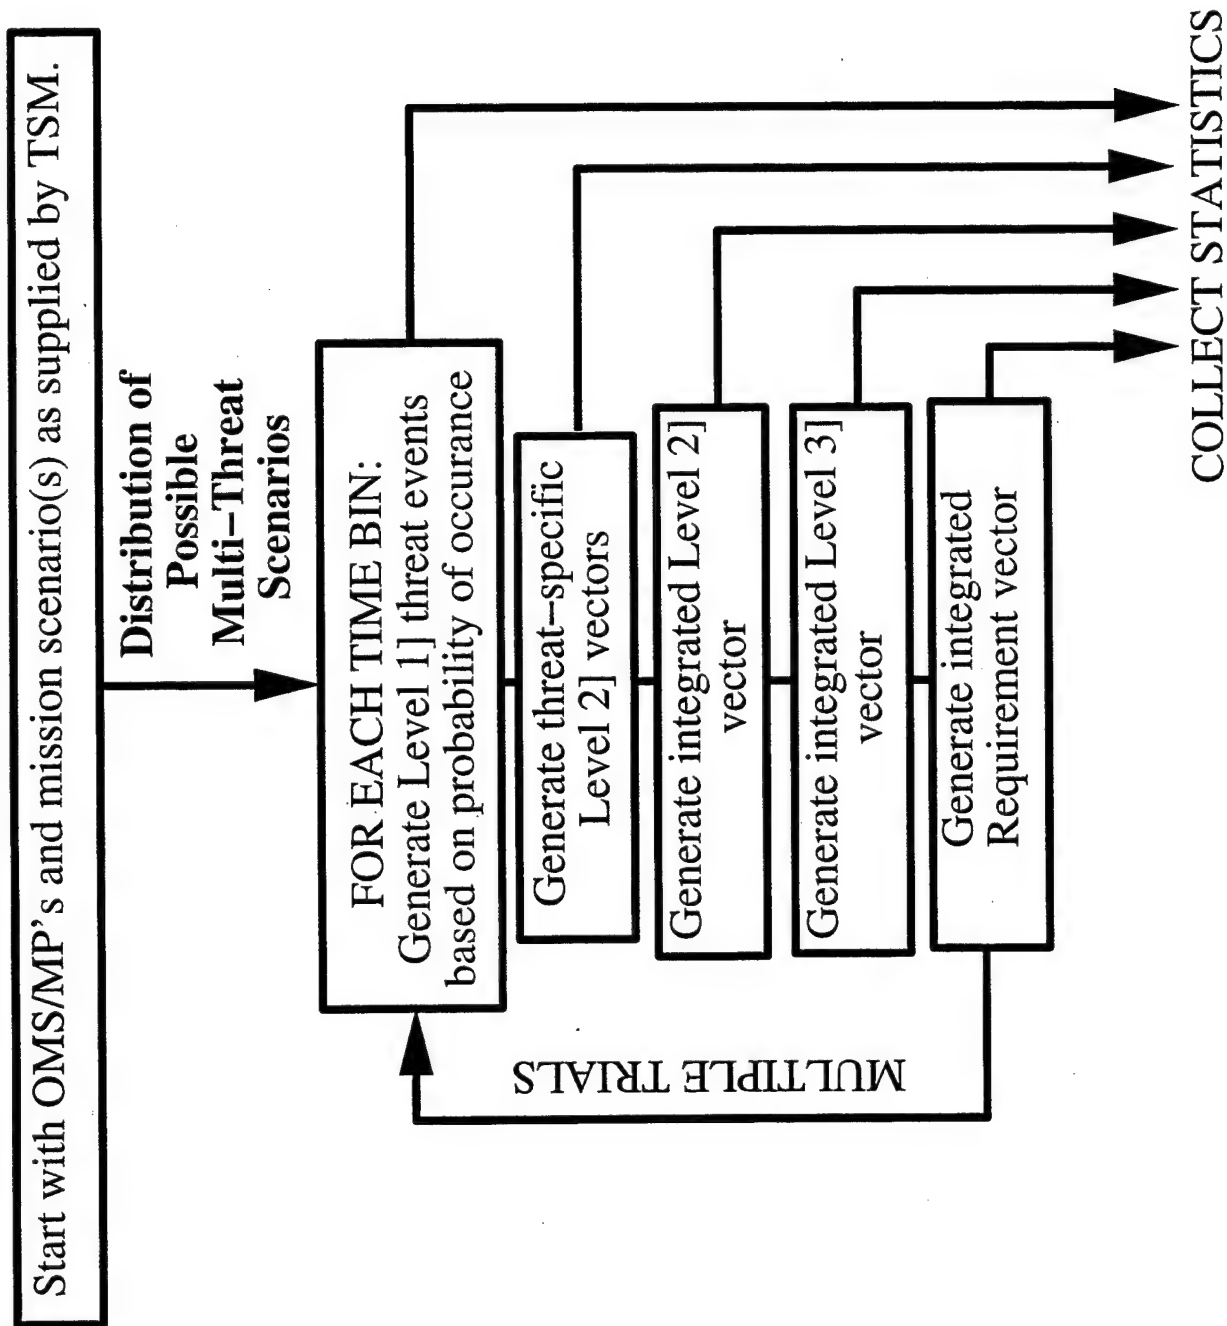 Start with OMS/MP's and mission scenario(s) as supplied by TSM.
Distribution of
Possible
Multi–Threat
Scenarios
FOR EACH TIME BIN:
Generate Level 1] threat events
based on probability of occurance
Generate threat–specific
Level 2] vectors
Generate integrated Level 2]
vector
Generate integrated Level 3]
vector
Generate integrated
Requirement vector
MULTIPLE TRIALS
COLLECT STATISTICS